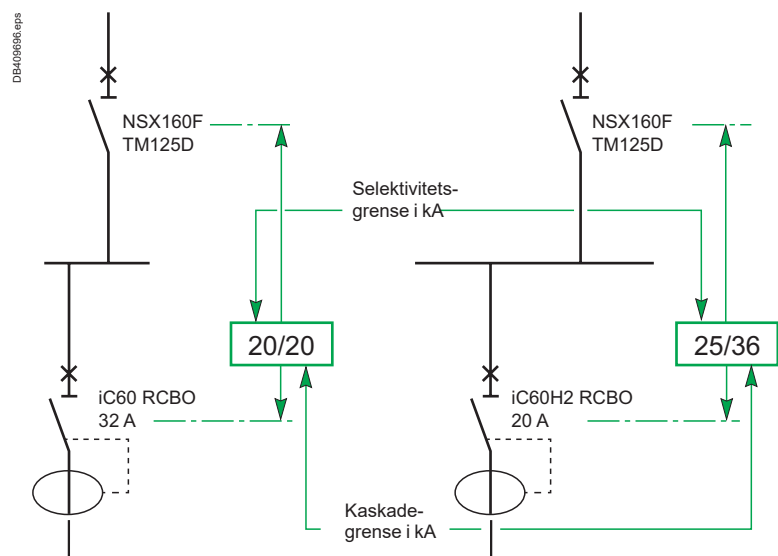 DB409696.eps
NSX160F
TM125D
NSX160F
TM125D
Selektivitets-
grense i kA
20/20
25/36
iC60 RCBO
32 A
iC60H2 RCBO
20 A
Kaskade-
grense i kA